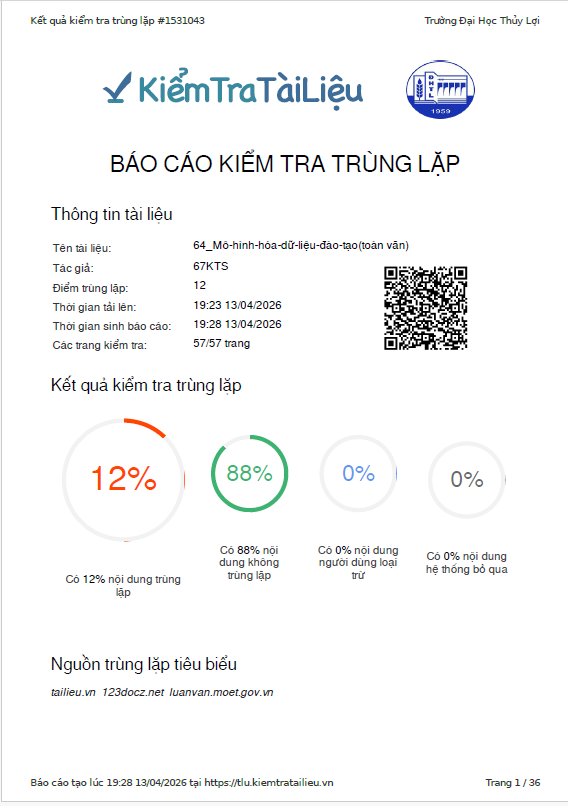 Kết quả kiểm tra trùng lặp #1531043 Trường Đại Học Thủy Lợi
KiểmTraTàiLiệu
ĐHTL
1959
BÁO CÁO KIỂM TRA TRÙNG LẶP
Thông tin tài liệu
Tên tài liệu: 64_Mô-hình-hóa-dữ-liệu-đào-tạo(toàn văn)
Tác giả: 67KTS
Điểm trùng lặp: 12
Thời gian tải lên: 19:23 13/04/2026
Thời gian sinh báo cáo: 19:28 13/04/2026
Các trang kiểm tra: 57/57 trang
Kết quả kiểm tra trùng lặp
12% 88% 0% 0%
Có 12% nội dung trùng
lặp
Có 88% nội
dung không
trùng lặp
Có 0% nội dung
người dùng loại
trừ
Có 0% nội dung
hệ thống bỏ qua
Nguồn trùng lặp tiêu biểu
tailieu.vn 123docz.net luanvan.moet.gov.vn
Báo cáo tạo lúc 19:28 13/04/2026 tại https://tlu.kiemtratailieu.vn Trang 1 / 36